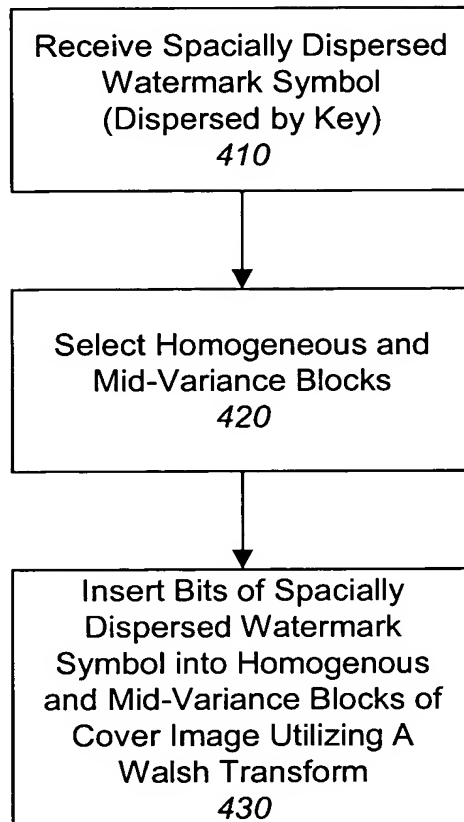 Receive Spacially Dispersed
Watermark Symbol
(Dispersed by Key)
410
Select Homogeneous and
Mid-Variance Blocks
420
Insert Bits of Spacially
Dispersed Watermark
Symbol into Homogenous
and Mid-Variance Blocks of
Cover Image Utilizing A
Walsh Transform
430